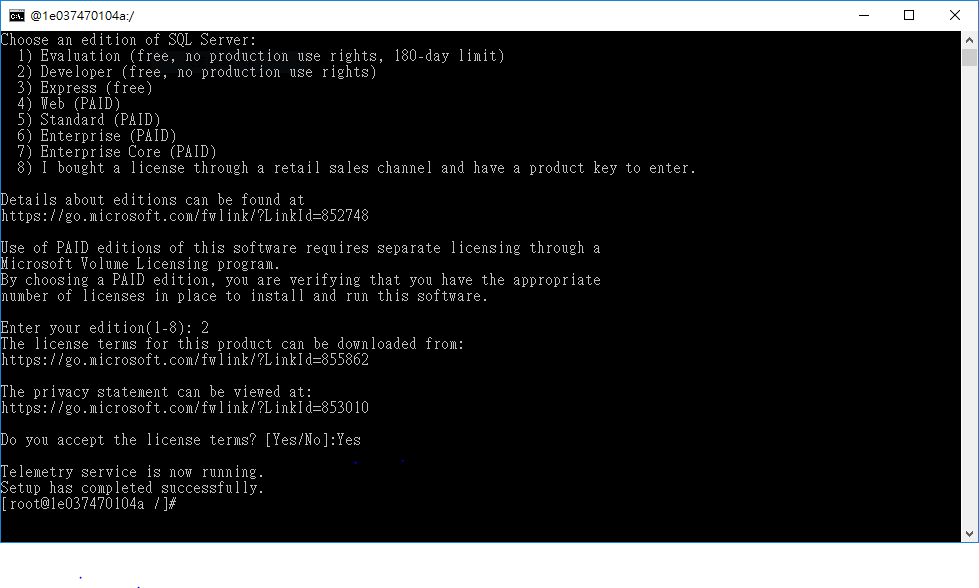 @1e037470104a:/
Choose an edition of SQL Server:
1) Evaluation (free, no production use rights, 180-day limit)
2) Developer (free, no production use rights)
3) Express (free)
4) Web (PAID)
5) Standard (PAID)
6) Enterprise (PAID)
7) Enterprise Core (PAID)
8) I bought a license through a retail sales channel and have a product key to enter.
Details about editions can be found at
https://go.microsoft.com/fwlink/?LinkId=852748
Use of PAID editions of this software requires separate licensing through a
Microsoft Volume Licensing program.
By choosing a PAID edition, you are verifying that you have the appropriate
number of licenses in place to install and run this software.
Enter your edition(1-8): 2
The license terms for this product can be downloaded from:
https://go.microsoft.com/fwlink/?LinkId=855862
The privacy statement can be viewed at:
https://go.microsoft.com/fwlink/?LinkId=853010
Do you accept the license terms? [Yes/No]:Yes
Telemetry service is now running.
Setup has completed successfully.
[root@1e037470104a /]#